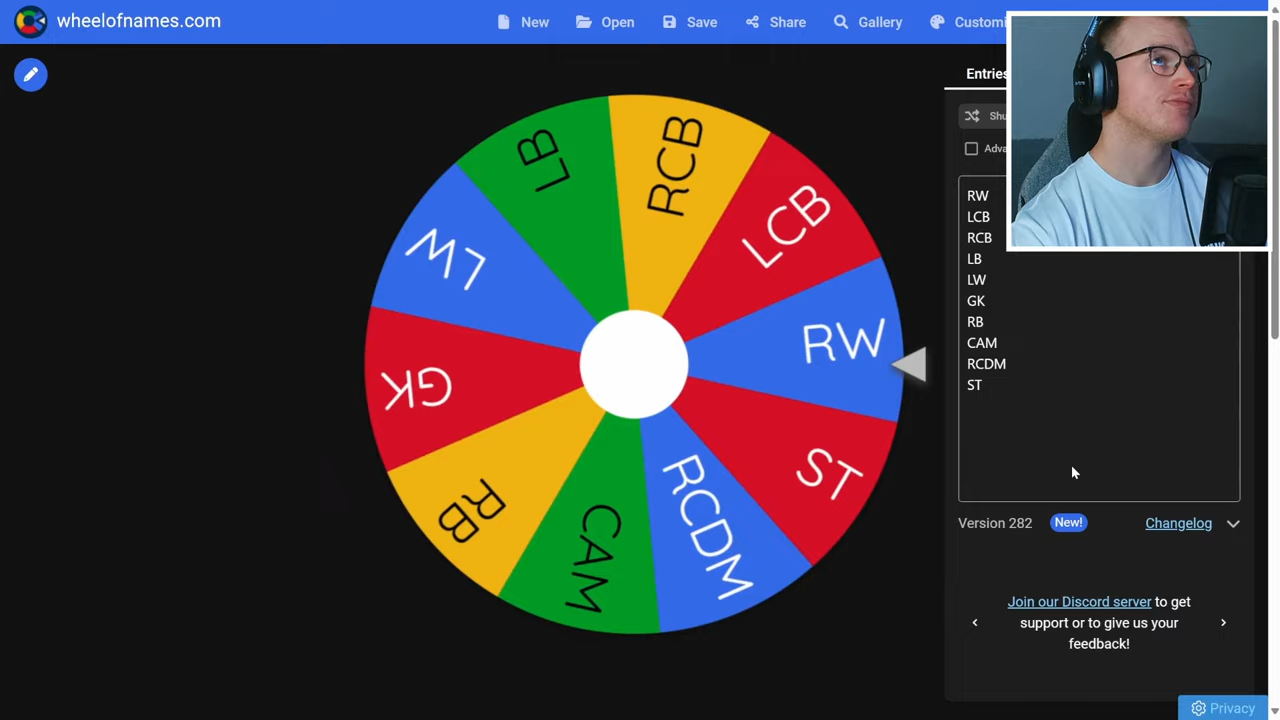 wheelofnames.com
New
Open
Save
Share
Gallery
Customi
Entries
Shu
Adva
RW
LCB
RCB
LB
LW
GK
RB
CAM
RCDM
ST
Version 282
New!
Changelog
Join our Discord server to get
support or to give us your
feedback!
Privacy
RCB
LCB
RW
ST
RCDM
CAM
RB
GK
LW
LB